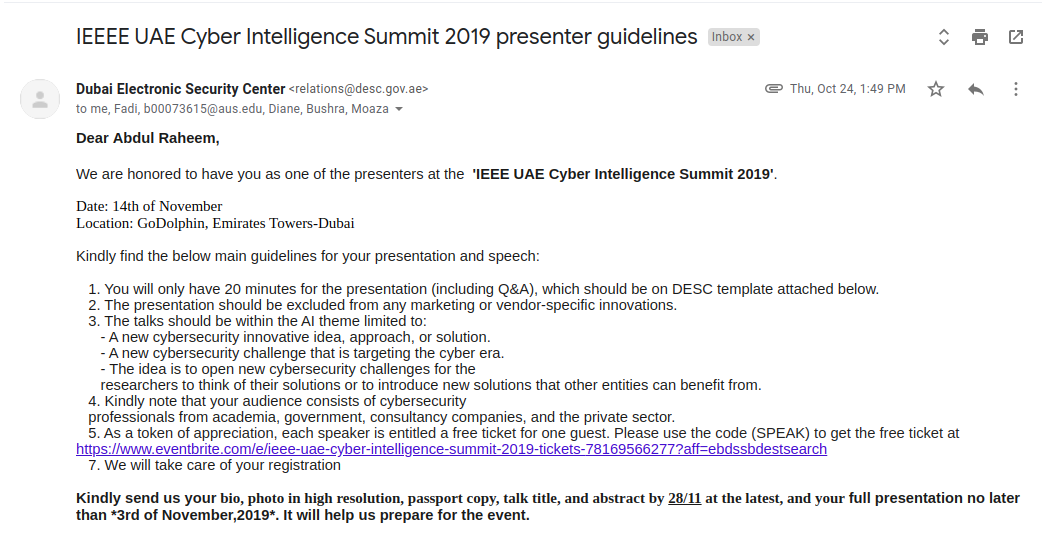 IEEEE UAE Cyber Intelligence Summit 2019 presenter guidelines Inbox ×
Dubai Electronic Security Center <relations@desc.gov.ae> Thu, Oct 24, 1:49 PM
to me, Fadi, b00073615@aus.edu, Diane, Bushra, Moaza
Dear Abdul Raheem,
We are honored to have you as one of the presenters at the 'IEEE UAE Cyber Intelligence Summit 2019'.
Date: 14th of November
Location: GoDolphin, Emirates Towers-Dubai
Kindly find the below main guidelines for your presentation and speech:
1. You will only have 20 minutes for the presentation (including Q&A), which should be on DESC template attached below.
2. The presentation should be excluded from any marketing or vendor-specific innovations.
3. The talks should be within the AI theme limited to:
- A new cybersecurity innovative idea, approach, or solution.
- A new cybersecurity challenge that is targeting the cyber era.
- The idea is to open new cybersecurity challenges for the
researchers to think of their solutions or to introduce new solutions that other entities can benefit from.
4. Kindly note that your audience consists of cybersecurity
professionals from academia, government, consultancy companies, and the private sector.
5. As a token of appreciation, each speaker is entitled a free ticket for one guest. Please use the code (SPEAK) to get the free ticket at
https://www.eventbrite.com/e/ieee-uae-cyber-intelligence-summit-2019-tickets-78169566277?aff=ebdssbdestsearch
7. We will take care of your registration
Kindly send us your bio, photo in high resolution, passport copy, talk title, and abstract by 28/11 at the latest, and your full presentation no later
than *3rd of November,2019*. It will help us prepare for the event.